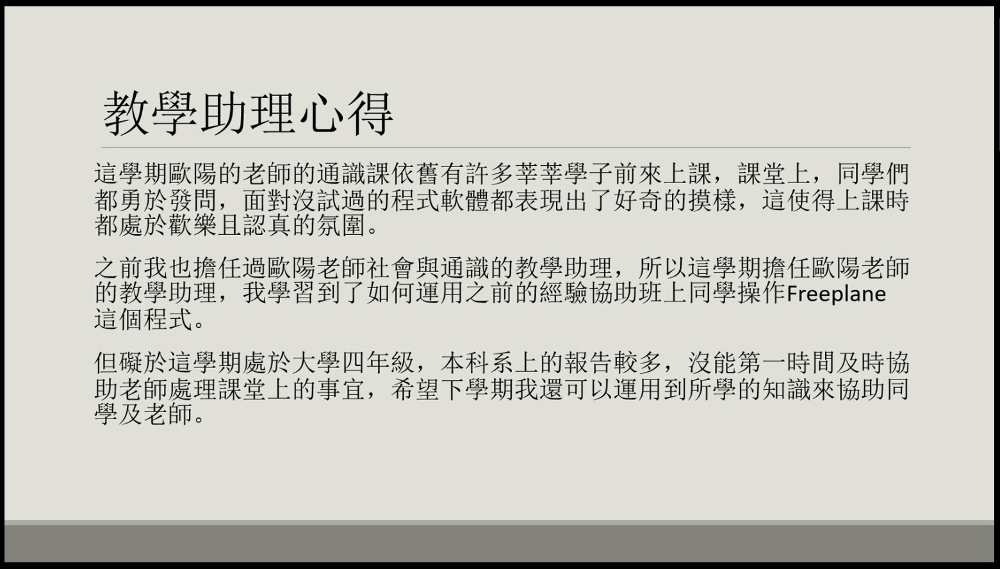 教學助理心得
這學期歐陽的老師的通識課依舊有許多莘莘學子前來上課，課堂上，同學們
都勇於發問，面對沒試過的程式軟體都表現出了好奇的摸樣，這使得上課時
都處於歡樂且認真的氛圍。
之前我也擔任過歐陽老師社會與通識的教學助理，所以這學期擔任歐陽老師
的教學助理，我學習到了如何運用之前的經驗協助班上同學操作Freeplane
這個程式。
但礙於這學期處於大學四年級，本科系上的報告較多，沒能第一時間及時協
助老師處理課堂上的事宜，希望下學期我還可以運用到所學的知識來協助同
學及老師。